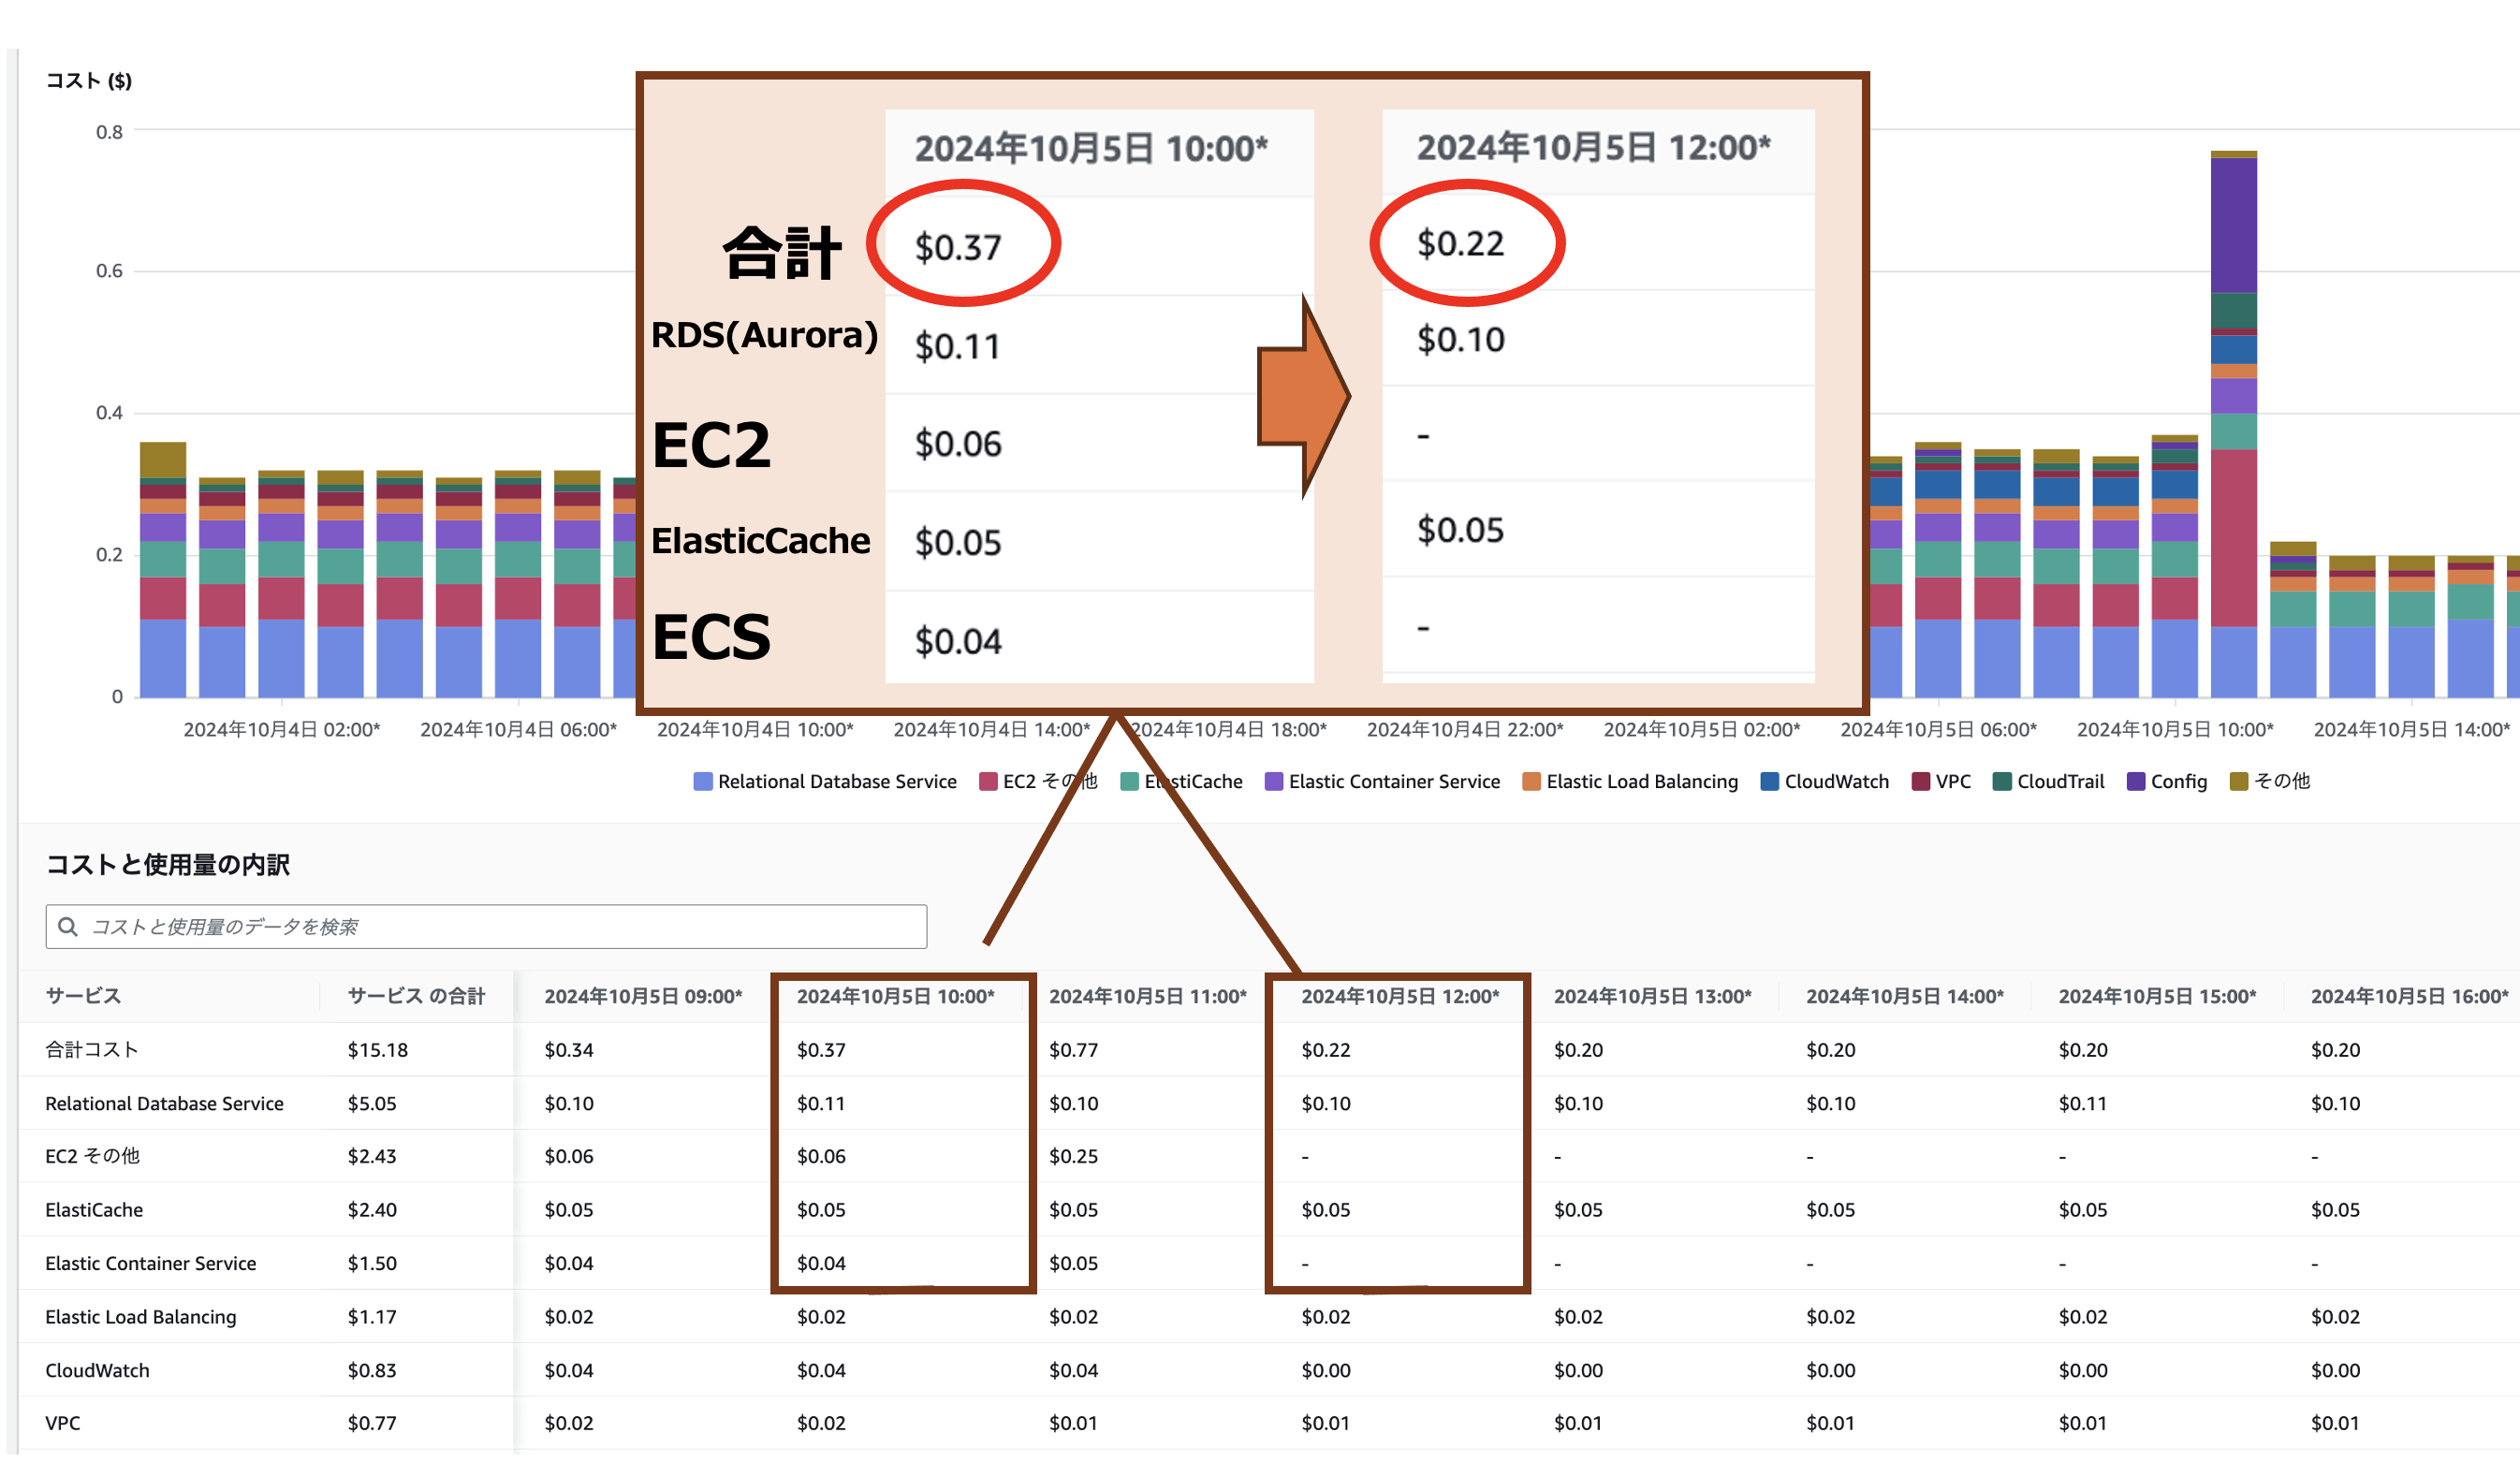 コスト ($)
0.8
0.6
0.4
0.2
0
2024年10月5日 10:00* 2024年10月5日 12:00*
合計 $0.37 $0.22
RDS(Aurora) $0.11 $0.10
EC2 $0.06 -
ElasticCache $0.05 $0.05
ECS $0.04 -
2024年10月4日 02:00* 2024年10月4日 06:00* 2024年10月4日 10:00* 2024年10月4日 14:00* 2024年10月4日 18:00* 2024年10月4日 22:00* 2024年10月5日 02:00* 2024年10月5日 06:00* 2024年10月5日 10:00* 2024年10月5日 14:00*
Relational Database Service EC2 その他 ElastiCache Elastic Container Service Elastic Load Balancing CloudWatch VPC CloudTrail Config その他
コストと使用量の内訳
コストと使用量のデータを検索
サービス サービス の合計 2024年10月5日 09:00* 2024年10月5日 10:00* 2024年10月5日 11:00* 2024年10月5日 12:00* 2024年10月5日 13:00* 2024年10月5日 14:00* 2024年10月5日 15:00* 2024年10月5日 16:00*
合計コスト $15.18 $0.34 $0.37 $0.77 $0.22 $0.20 $0.20 $0.20 $0.20
Relational Database Service $5.05 $0.10 $0.11 $0.10 $0.10 $0.10 $0.10 $0.11 $0.10
EC2 その他 $2.43 $0.06 $0.06 $0.25 - - - - -
ElastiCache $2.40 $0.05 $0.05 $0.05 $0.05 $0.05 $0.05 $0.05 $0.05
Elastic Container Service $1.50 $0.04 $0.04 $0.05 - - - - -
Elastic Load Balancing $1.17 $0.02 $0.02 $0.02 $0.02 $0.02 $0.02 $0.02 $0.02
CloudWatch $0.83 $0.04 $0.04 $0.04 $0.00 $0.00 $0.00 $0.00 $0.00
VPC $0.77 $0.02 $0.02 $0.01 $0.01 $0.01 $0.01 $0.01 $0.01